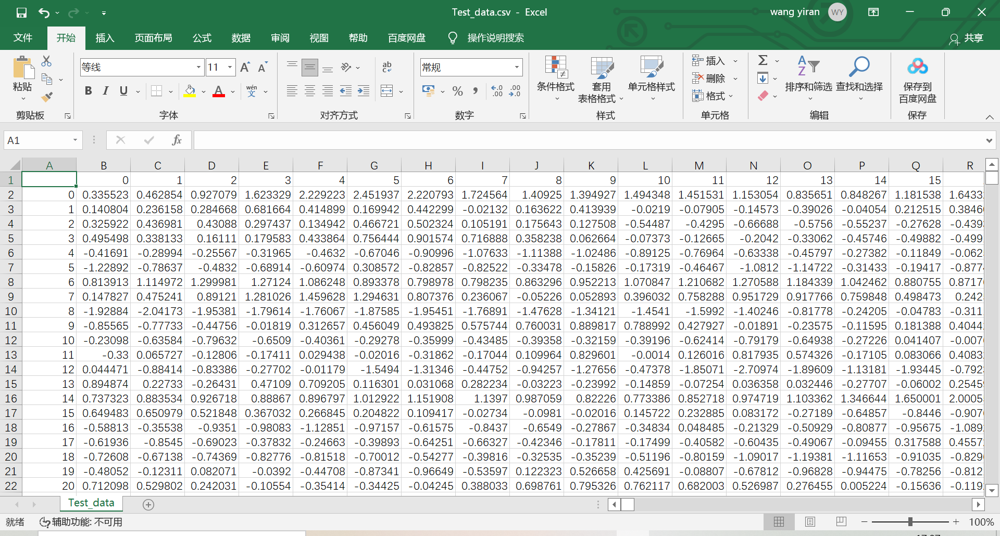 Test_data.csv - Excel
wang yiran WY
文件 开始 插入 页面布局 公式 数据 审阅 视图 帮助 百度网盘 操作说明搜索 共享
等线 11 常规
粘贴 条件格式 套用 表格格式 单元格样式 插入 删除 格式 排序和筛选 查找和选择 保存到 百度网盘
剪贴板 字体 对齐方式 数字 样式 单元格 编辑 保存
A1 fx
A B C D E F G H I J K L M N O P Q R
1 0 1 2 3 4 5 6 7 8 9 10 11 12 13 14 15
2 0 0.335523 0.462854 0.927079 1.623329 2.229223 2.451937 2.220793 1.724564 1.40925 1.394927 1.494348 1.451531 1.153054 0.835651 0.848267 1.181538 1.6433
3 1 0.140804 0.236158 0.284668 0.681664 0.414899 0.169942 0.442299 -0.02132 0.163622 0.413939 -0.0219 -0.07905 -0.14573 -0.39026 -0.04054 0.212515 0.3846
4 2 0.325922 0.436981 0.43088 0.297437 0.134942 0.466721 0.502324 0.105191 0.175643 0.127508 -0.54487 -0.4295 -0.66688 -0.5756 -0.55237 -0.27628 -0.439
5 3 0.495498 0.338133 0.16111 0.179583 0.433864 0.756444 0.901574 0.716888 0.358238 0.062664 -0.07373 -0.12665 -0.2042 -0.33062 -0.45746 -0.49882 -0.499
6 4 -0.41691 -0.28994 -0.25567 -0.31965 -0.4632 -0.67046 -0.90996 -1.07633 -1.11388 -1.02486 -0.89125 -0.76964 -0.63338 -0.45797 -0.27382 -0.11849 -0.062
7 5 -1.22892 -0.78637 -0.4832 -0.68914 -0.60974 0.308572 -0.82857 -0.82522 -0.33478 -0.15826 -0.17319 -0.46467 -1.0812 -1.14722 -0.31433 -0.19417 -0.877
8 6 0.813913 1.114972 1.299981 1.27124 1.086248 0.893378 0.798978 0.798235 0.863296 0.952213 1.070847 1.210682 1.270588 1.184339 1.042462 0.880755 0.8717
9 7 0.147827 0.475241 0.89121 1.281026 1.459628 1.294631 0.807376 0.236067 -0.05226 0.052893 0.396032 0.758288 0.951729 0.917766 0.759848 0.498473 0.242
10 8 -1.92884 -2.04173 -1.95381 -1.79614 -1.76067 -1.87585 -1.95451 -1.76891 -1.47628 -1.34121 -1.4541 -1.5992 -1.40246 -0.81778 -0.24205 -0.04783 -0.311
11 9 -0.85565 -0.77733 -0.44756 -0.01819 0.312657 0.456049 0.493825 0.575744 0.760031 0.889817 0.788992 0.427927 -0.01891 -0.23575 -0.11595 0.181388 0.4044
12 10 -0.23098 -0.63584 -0.79632 -0.6509 -0.40361 -0.29278 -0.35999 -0.43485 -0.39358 -0.32159 -0.39196 -0.62414 -0.79179 -0.64938 -0.27226 0.041407 -0.007
13 11 -0.33 0.065727 -0.12806 -0.17411 0.029438 -0.02016 -0.31862 -0.17044 0.109964 0.829601 -0.0014 0.126016 0.817935 0.574326 -0.17105 0.083066 0.4083
14 12 0.044471 -0.88414 -0.83386 -0.27702 -0.01179 -1.5494 -1.31346 -0.44752 -0.94257 -1.27656 -0.47378 -1.85071 -2.70974 -1.89609 -1.13181 -1.93445 -0.792
15 13 0.894874 0.22733 -0.26431 0.47109 0.709205 0.116301 0.031068 0.282234 -0.03223 -0.23992 -0.14859 -0.07254 0.036358 0.032446 -0.27707 -0.06002 0.2545
16 14 0.737323 0.883534 0.926718 0.88867 0.896797 1.012922 1.151908 1.1397 0.987059 0.82226 0.773386 0.852718 0.974719 1.103362 1.346644 1.650001 2.0005
17 15 0.649483 0.650979 0.521848 0.367032 0.266845 0.204822 0.109417 -0.02734 -0.0981 -0.02016 0.145722 0.232885 0.083172 -0.27189 -0.64857 -0.8446 -0.907
18 16 -0.58813 -0.35538 -0.9351 -0.98083 -1.12851 -0.97157 -0.61575 -0.8437 -0.6549 -0.27867 -0.34834 0.048485 -0.21329 -0.50929 -0.80877 -0.95675 -1.089
19 17 -0.61936 -0.8545 -0.69023 -0.37832 -0.24663 -0.39893 -0.64251 -0.66327 -0.42346 -0.17811 -0.17499 -0.40582 -0.60435 -0.49067 -0.09455 0.317588 0.4557
20 18 -0.72608 -0.67138 -0.74369 -0.82776 -0.81518 -0.70012 -0.54277 -0.39816 -0.32535 -0.35239 -0.51196 -0.80159 -1.09017 -1.19381 -1.11653 -0.91035 -0.829
21 19 -0.48052 -0.12311 0.082071 -0.0392 -0.44708 -0.87341 -0.96649 -0.53597 0.122323 0.526658 0.425691 -0.08807 -0.67812 -0.96828 -0.94475 -0.78256 -0.812
22 20 0.712098 0.529802 0.242031 -0.10554 -0.35414 -0.34425 -0.04245 0.388033 0.698761 0.795326 0.762117 0.682003 0.526987 0.276455 0.005224 -0.15636 -0.119
Test_data
就绪 辅助功能: 不可用 100%